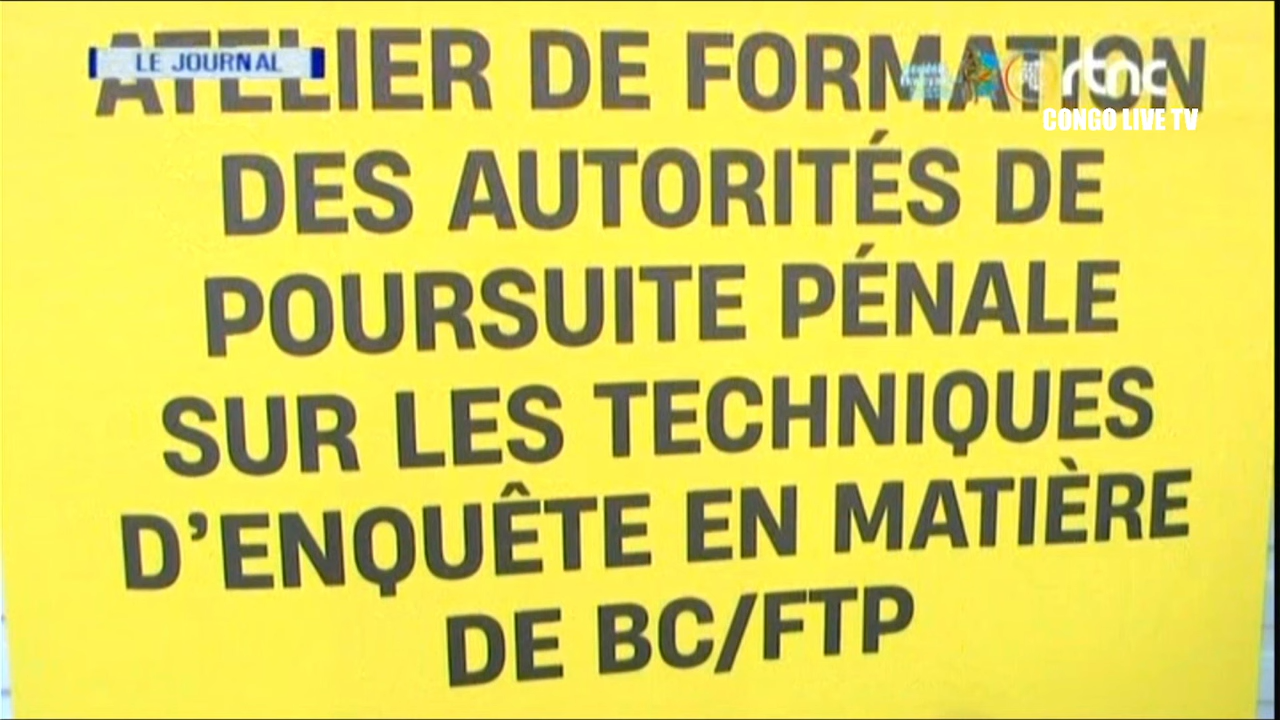 LE JOURNAL
rtnc
CONGO LIVE TV
ATELIER DE FORMATION
DES AUTORITÉS DE
POURSUITE PÉNALE
SUR LES TECHNIQUES
D'ENQUÊTE EN MATIÈRE
DE BC/FTP